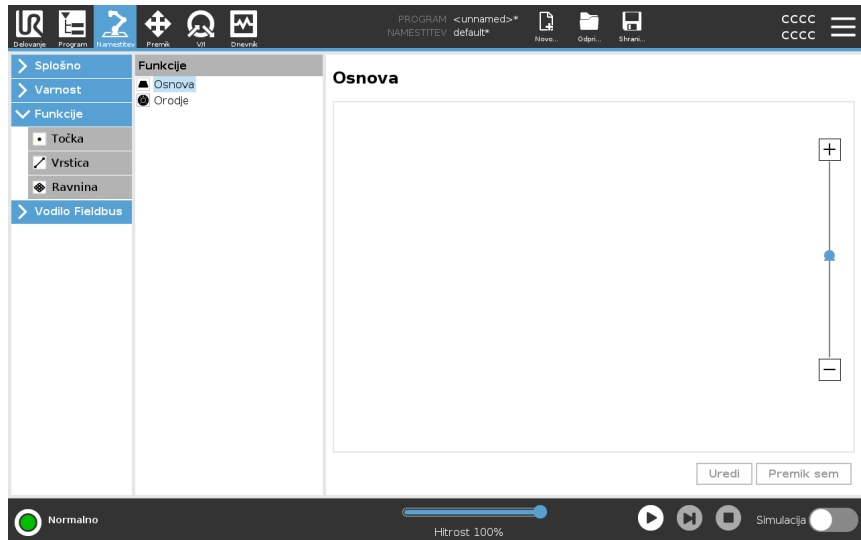 PROGRAM <unnamed>*
NAMESTITEV default*
Delovanje Program Namestitev Premik V/I Dnevnik
Novo... Odpri... Shrani...
CCCC
CCCC
Splošno
Varnost
Funkcije
Točka
Vrstica
Ravnina
Vodilo Fieldbus
Funkcije
Osnova
Orodje
Osnova
Uredi Premik sem
Normalno
Hitrost 100%
Simulacija